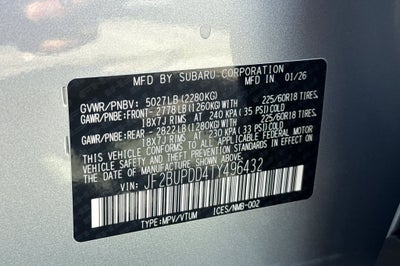 MFD BY SUBARU CORPORATION IN 01/26
GVWR/PNBV: 5027LB (2280KG)
GAWR/PNBE:FRONT- 2778LB (1260KG) WITH 225/60R18 TIRES.
18X7J RIMS. AT 240 KPA (35 PSI) COLD
GAWR/PNBE:REAR - 2822LB (1280KG) WITH 225/60R18 TIRES.
18X7J RIMS. AT 230 KPA (33 PSI) COLD
THIS VEHICLE CONFORMS TO ALL APPLICABLE FEDERAL MOTOR
VEHICLE SAFETY, BUMPER, AND THEFT PREVENTION STANDARDS IN EFFECT ON
THE DATE OF MANUFACTURE SHOWN ABOVE.
VIN: JF2BUPDD41Y496432
TYPE:MPV/VTUM ICES/NMB-002